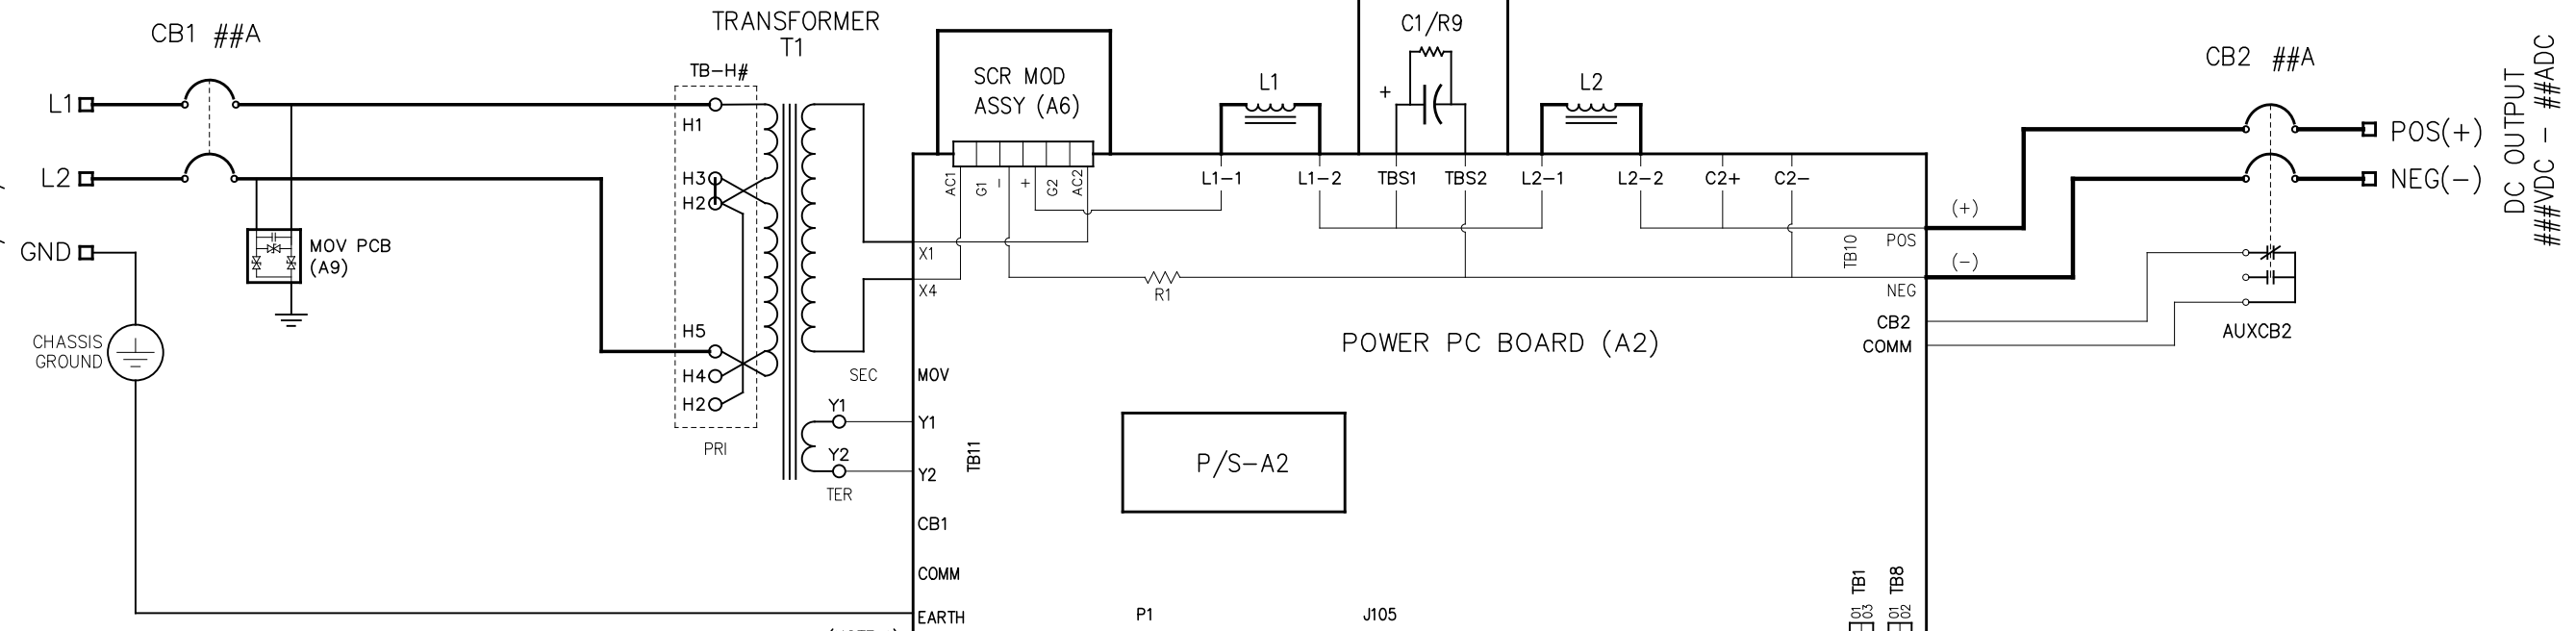 CB1 ##A
TRANSFORMER
T1
TB-H#
L1
L2
GND
MOV PCB
(A9)
CHASSIS
GROUND
H1
H3
H2
H5
H4
H2
PRI
SEC
Y1
Y2
TER
SCR MOD
ASSY (A6)
AC1
G1
-
+
G2
AC2
L1
C1/R9
+
L2
L1-1
L1-2
TBS1
TBS2
L2-1
L2-2
C2+
C2-
X1
X4
R1
TB10
POS
NEG
(+)
(-)
CB2
COMM
POWER PC BOARD (A2)
P/S-A2
MOV
Y1
Y2
TB11
CB1
COMM
EARTH
P1
J105
TB1
TB8
01
03
01
02
CB2 ##A
POS(+)
NEG(-)
AUXCB2
DC OUTPUT
###VDC - ##ADC